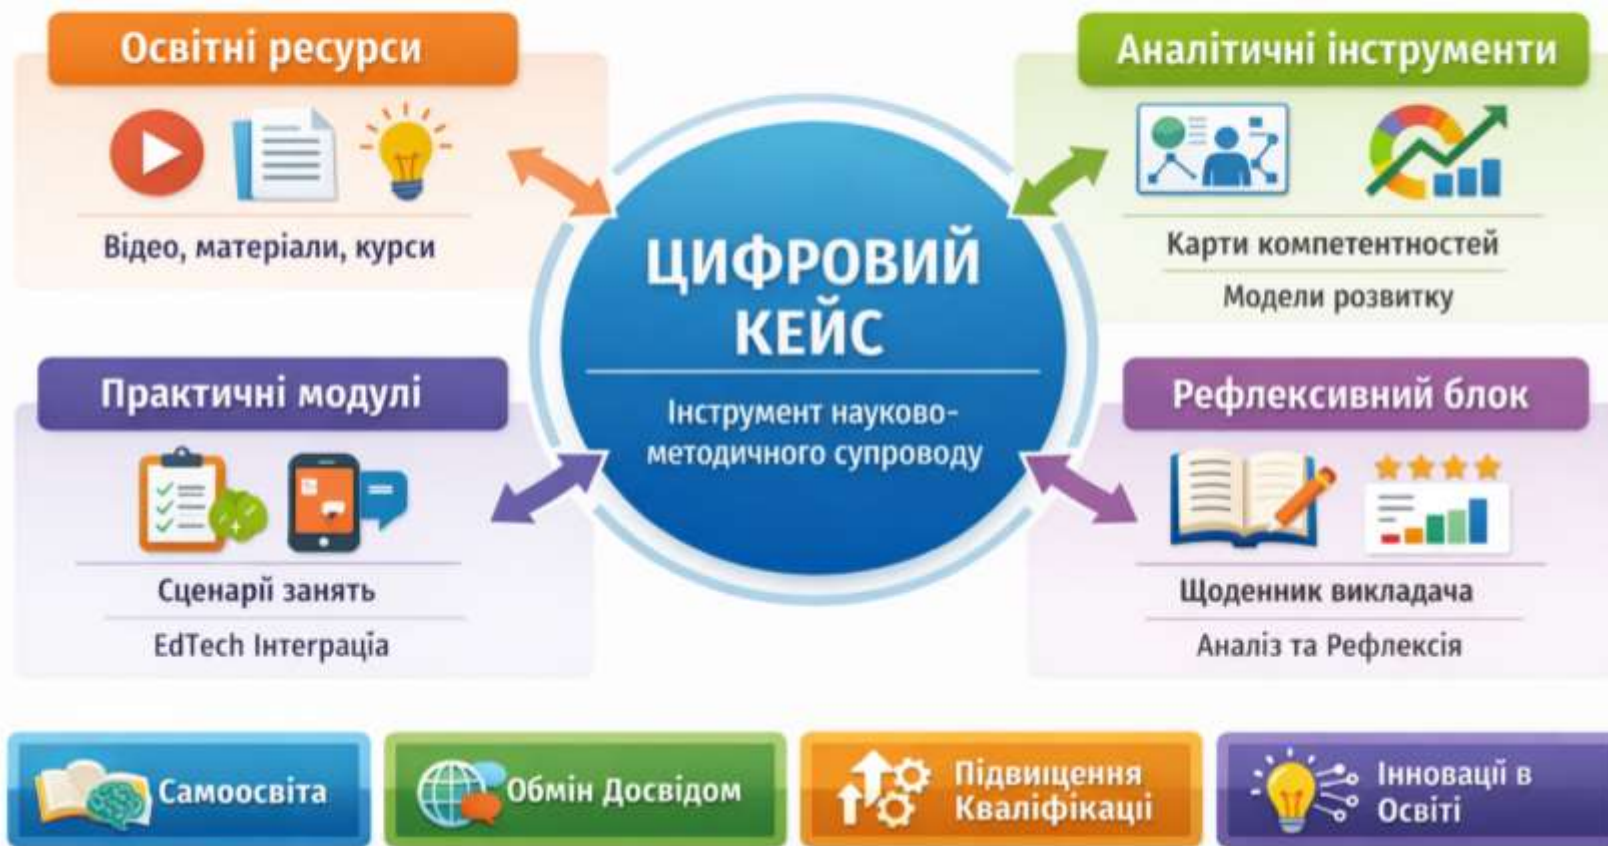 Освітні ресурси
Відео, матеріали, курси
Аналітичні інструменти
Карти компетентностей
Модели розвитку
ЦИФРОВИЙ
КЕЙС
Інструмент науково-
методичного супроводу
Практичні модулі
Сценарії занять
EdTech Інтеграція
Рефлексивний блок
Щоденник викладача
Аналіз та Рефлексія
Самоосвіта
Обмін Досвідом
Підвищення
Кваліфікації
Інновації в
Освіті